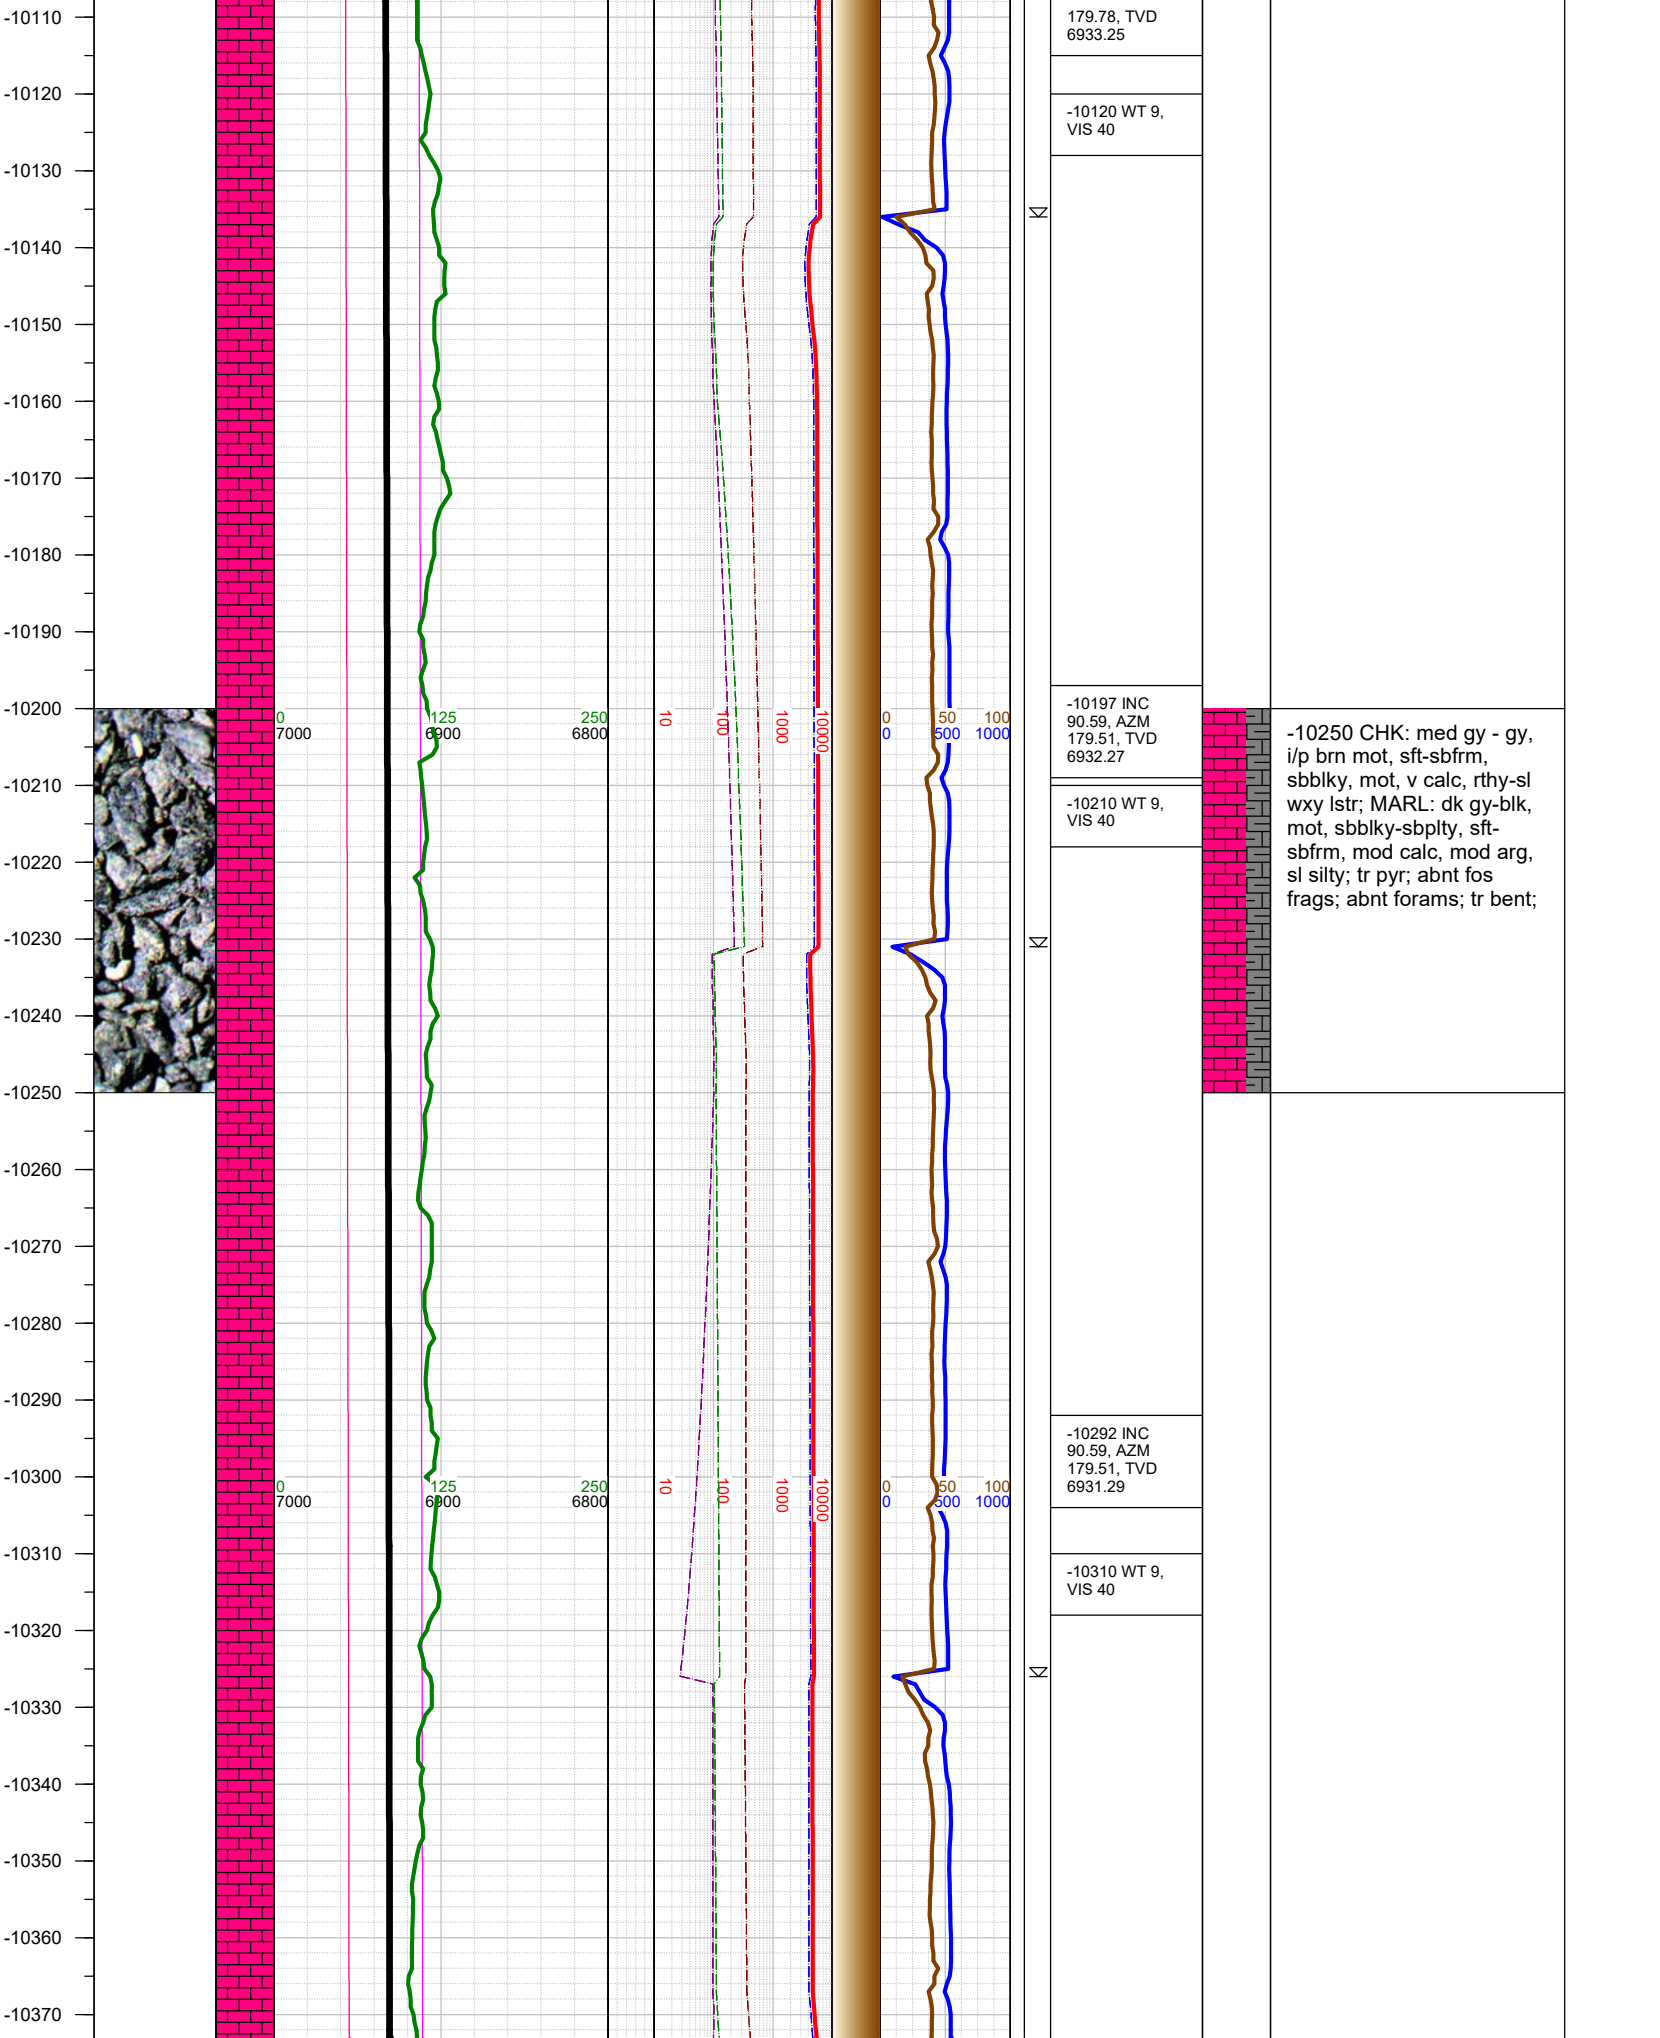 -10110
179.78, TVD
6933.25
-10120
-10120 WT 9,
VIS 40
-10130
-10140
-10150
-10160
-10170
-10180
-10190
-10197 INC
90.59, AZM
179.51, TVD
6932.27
-10200
0 125 250
7000 6900 6800
10 100 1000 10000
0 50 100
0 500 1000
-10250 CHK: med gy - gy,
i/p brn mot, sft-sbfrm,
sbblky, mot, v calc, rthy-sl
wxy lstr; MARL: dk gy-blk,
mot, sbblky-sbplty, sft-
sbfrm, mod calc, mod arg,
sl silty; tr pyr; abnt fos
frags; abnt forams; tr bent;
-10210
-10210 WT 9,
VIS 40
-10220
-10230
-10240
-10250
-10260
-10270
-10280
-10290
-10292 INC
90.59, AZM
179.51, TVD
6931.29
-10300
0 125 250
7000 6900 6800
10 100 1000 10000
0 50 100
0 500 1000
-10310
-10310 WT 9,
VIS 40
-10320
-10330
-10340
-10350
-10360
-10370